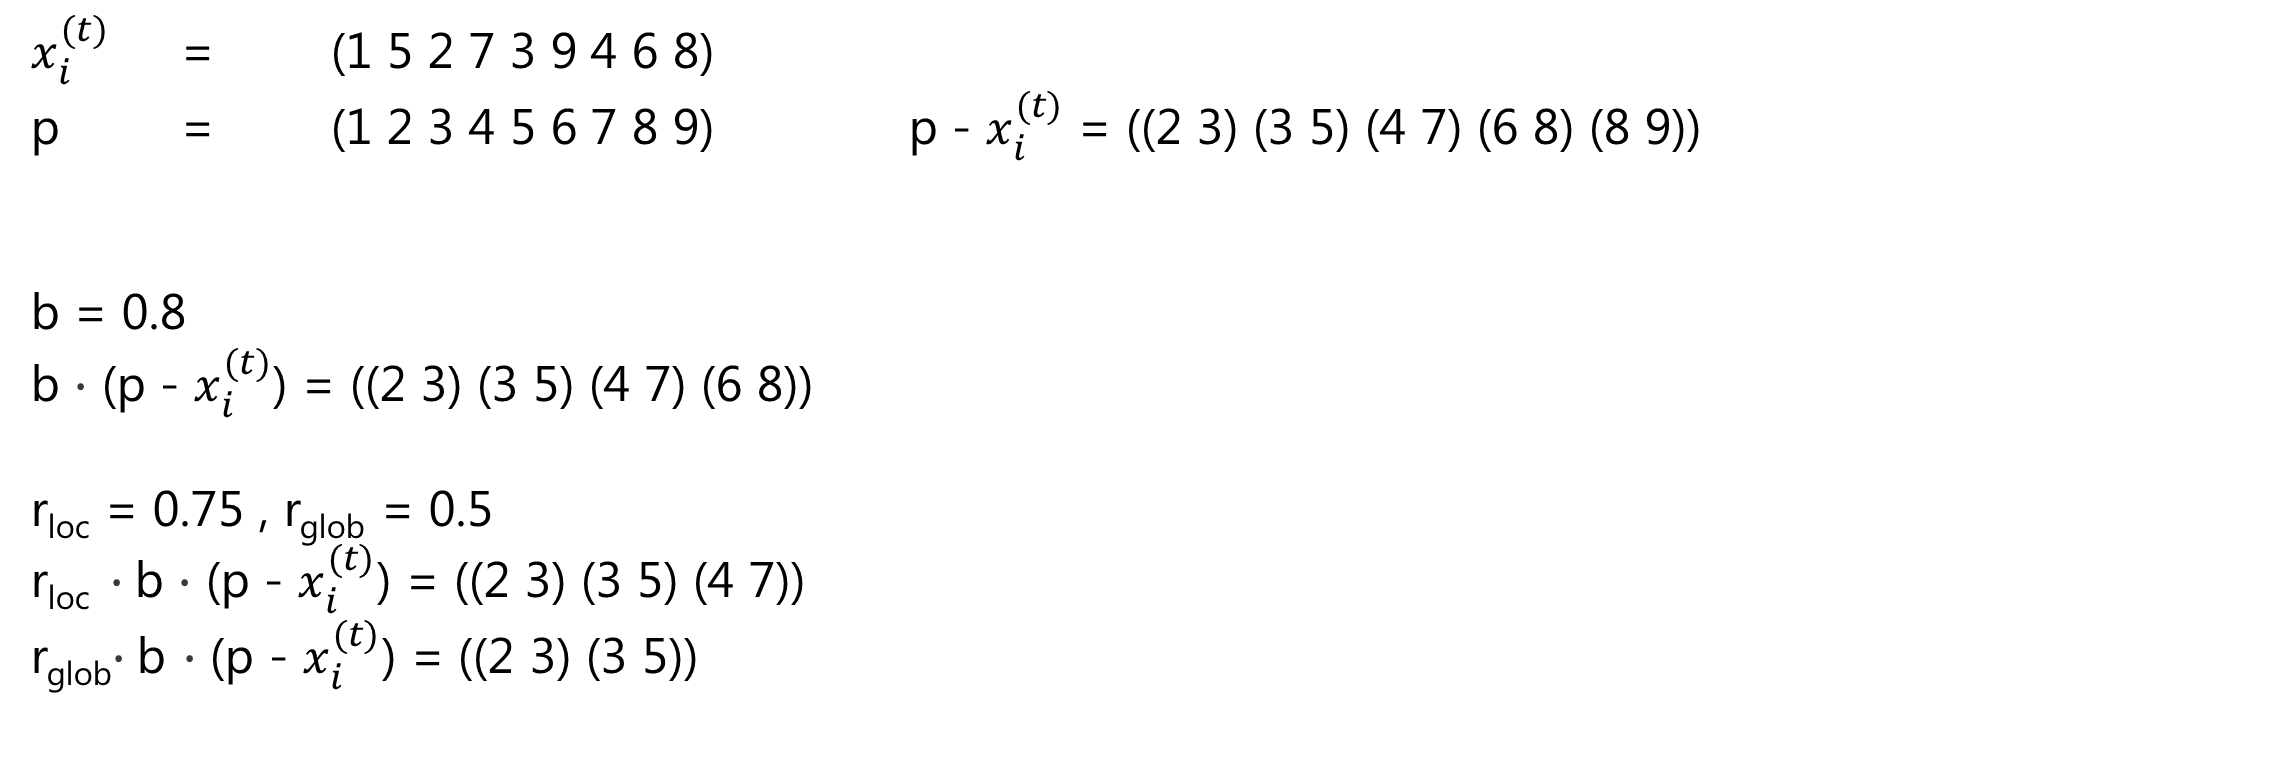 x_i^(t) = (1 5 2 7 3 9 4 6 8)
p = (1 2 3 4 5 6 7 8 9) p - x_i^(t) = ((2 3) (3 5) (4 7) (6 8) (8 9))
b = 0.8
b · (p - x_i^(t)) = ((2 3) (3 5) (4 7) (6 8))
r_loc = 0.75 , r_glob = 0.5
r_loc · b · (p - x_i^(t)) = ((2 3) (3 5) (4 7))
r_glob · b · (p - x_i^(t)) = ((2 3) (3 5))